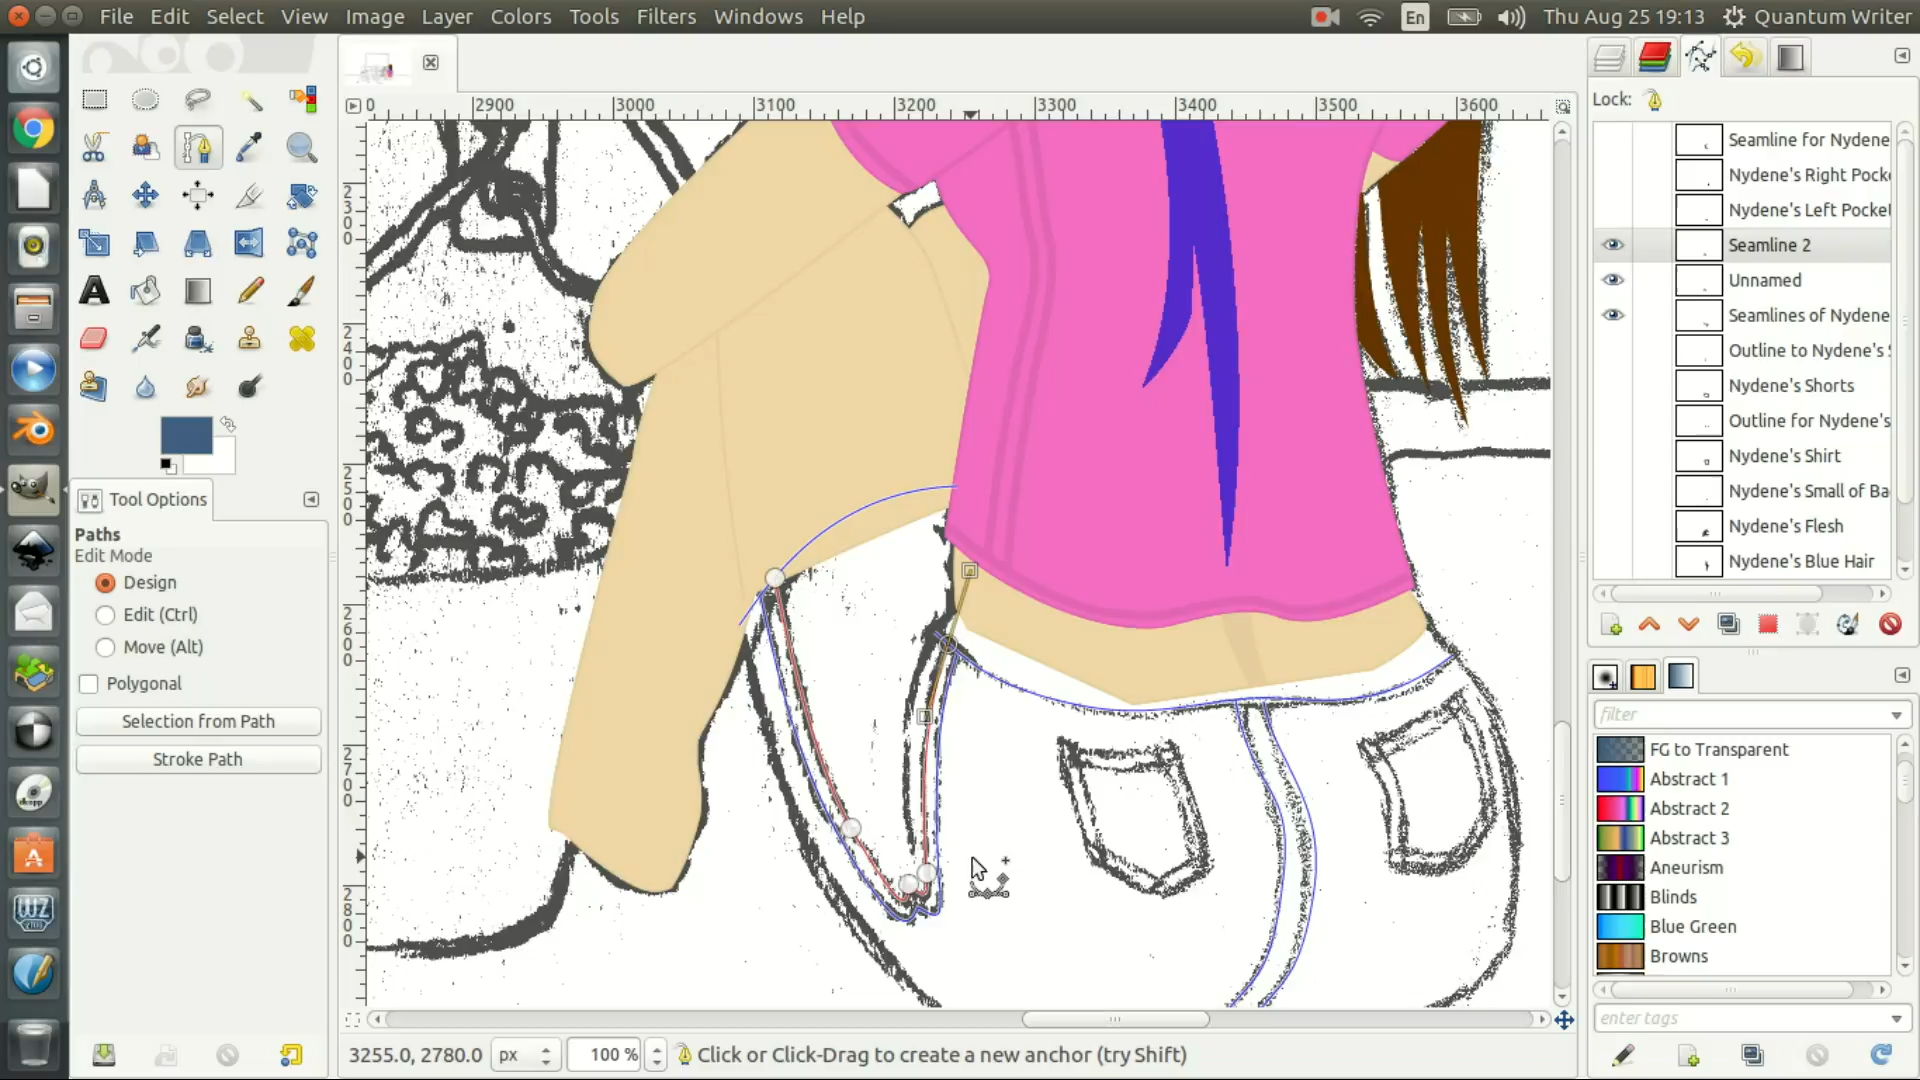 File Edit Select View Image Layer Colors Tools Filters Windows Help
En
Thu Aug 25 19:13
Quantum Writer
0 2900 3000 3100 3200 3300 3400 3500 3600
Tool Options
Paths
Edit Mode
Design
Edit (Ctrl)
Move (Alt)
Polygonal
Selection from Path
Stroke Path
Lock:
Seamline for Nydene
Nydene's Right Pock
Nydene's Left Pocket
Seamline 2
Unnamed
Seamlines of Nydene
Outline to Nydene's S
Nydene's Shorts
Outline for Nydene's
Nydene's Shirt
Nydene's Small of Ba
Nydene's Flesh
Nydene's Blue Hair
filter
FG to Transparent
Abstract 1
Abstract 2
Abstract 3
Aneurism
Blinds
Blue Green
Browns
enter tags
3255.0, 2780.0 px 100 % Click or Click-Drag to create a new anchor (try Shift)